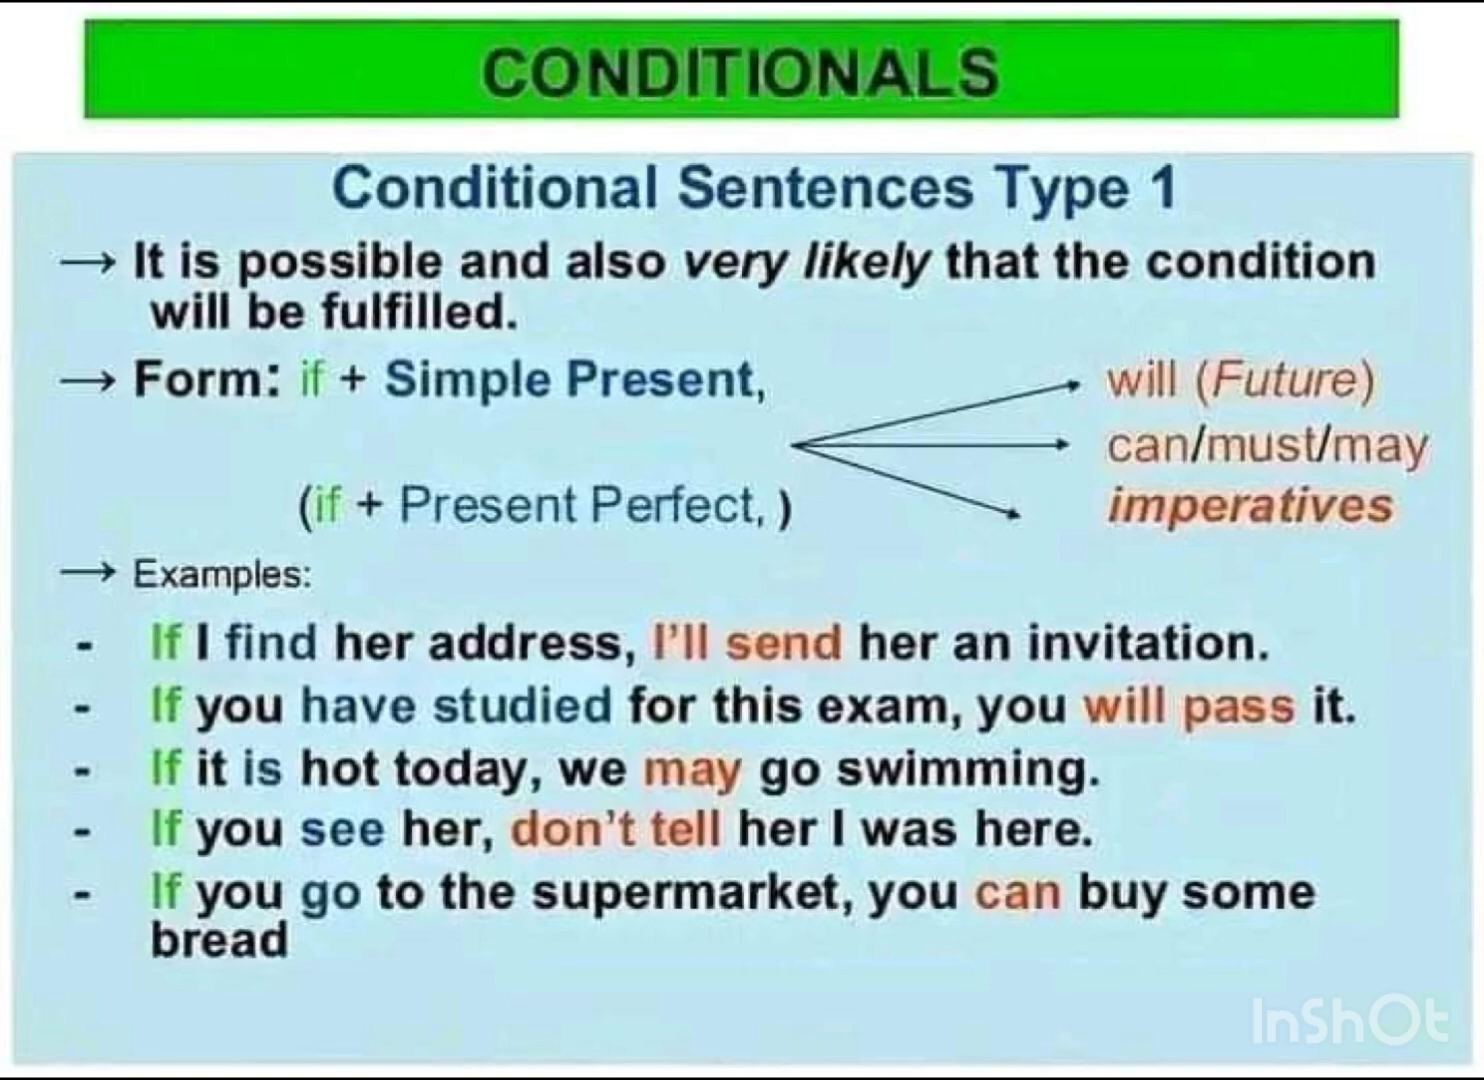 CONDITIONALS
Conditional Sentences Type 1
→ It is possible and also very likely that the condition
will be fulfilled.
→ Form: if + Simple Present,
will (Future)
can/must/may
(if + Present Perfect, )
imperatives
→ Examples:
- If I find her address, I'll send her an invitation.
- If you have studied for this exam, you will pass it.
- If it is hot today, we may go swimming.
- If you see her, don't tell her I was here.
- If you go to the supermarket, you can buy some
bread
InShOt